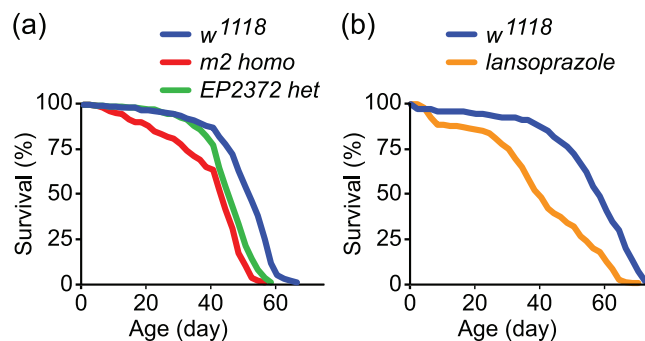 (a)
w1118
m2 homo
EP2372 het
Survival (%)
100
75
50
25
0
0 20 40 60
Age (day)
(b)
w1118
lansoprazole
Survival (%)
100
75
50
25
0
0 20 40 60
Age (day)